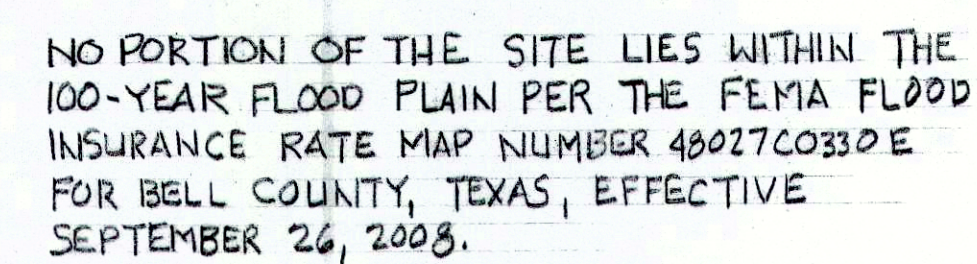 NO PORTION OF THE SITE LIES WITHIN THE
100-YEAR FLOOD PLAIN PER THE FEMA FLOOD
INSURANCE RATE MAP NUMBER 48027C0330E
FOR BELL COUNTY, TEXAS, EFFECTIVE
SEPTEMBER 26, 2008.